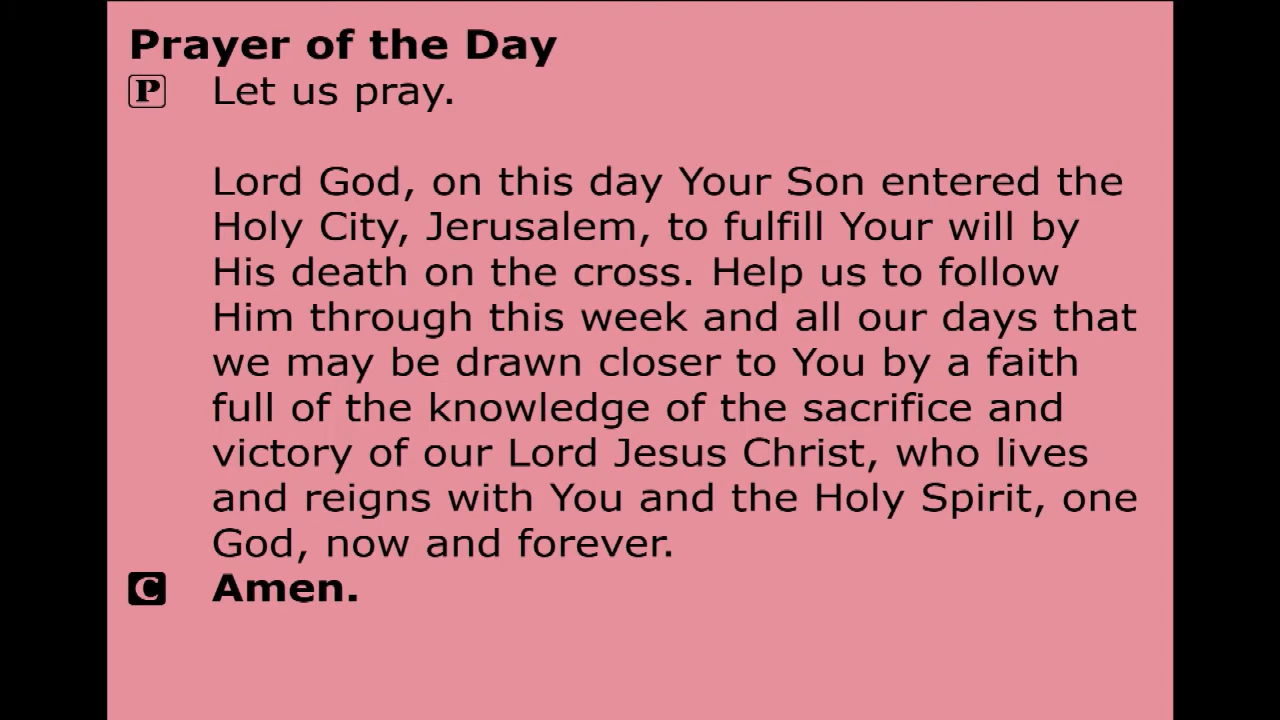 Prayer of the Day
P Let us pray.
Lord God, on this day Your Son entered the
Holy City, Jerusalem, to fulfill Your will by
His death on the cross. Help us to follow
Him through this week and all our days that
we may be drawn closer to You by a faith
full of the knowledge of the sacrifice and
victory of our Lord Jesus Christ, who lives
and reigns with You and the Holy Spirit, one
God, now and forever.
C Amen.